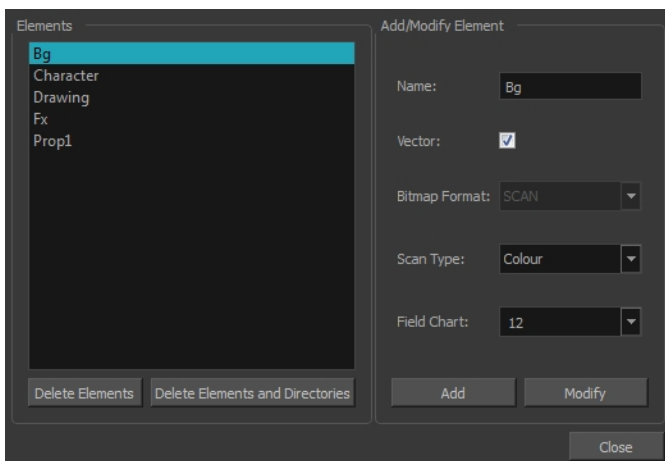 Elements
Bg
Character
Drawing
Fx
Prop1
Delete Elements
Delete Elements and Directories
Add/Modify Element
Name: Bg
Vector:
Bitmap Format: SCAN
Scan Type: Colour
Field Chart: 12
Add
Modify
Close